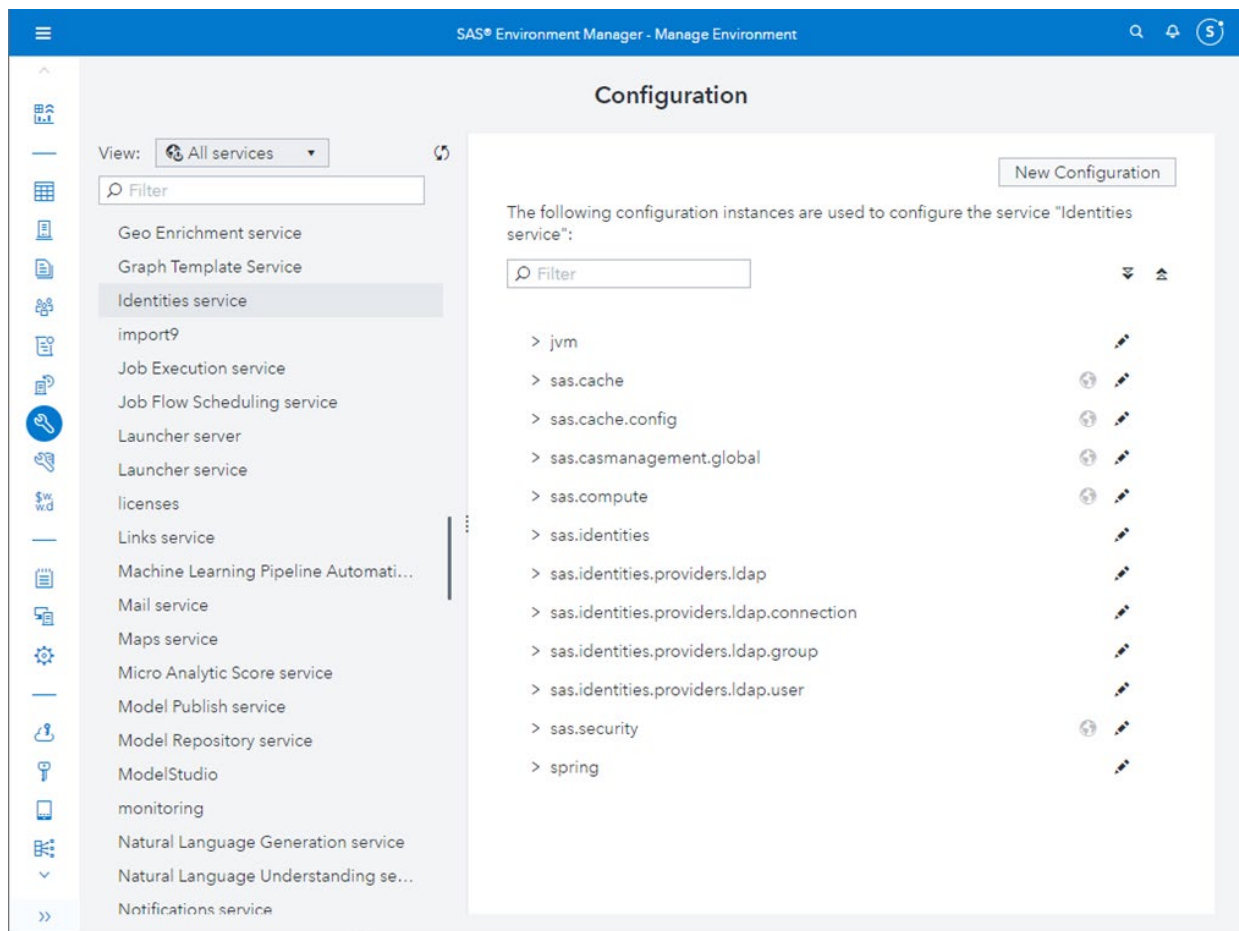 SAS® Environment Manager - Manage Environment
S
Configuration
View:
All services
Filter
Geo Enrichment service
Graph Template Service
Identities service
import9
Job Execution service
Job Flow Scheduling service
Launcher server
Launcher service
licenses
Links service
Machine Learning Pipeline Automati...
Mail service
Maps service
Micro Analytic Score service
Model Publish service
Model Repository service
ModelStudio
monitoring
Natural Language Generation service
Natural Language Understanding se...
Notifications service
New Configuration
The following configuration instances are used to configure the service "Identities
service":
Filter
> jvm
> sas.cache
> sas.cache.config
> sas.casmanagement.global
> sas.compute
> sas.identities
> sas.identities.providers.ldap
> sas.identities.providers.ldap.connection
> sas.identities.providers.ldap.group
> sas.identities.providers.ldap.user
> sas.security
> spring
$w,
w.d